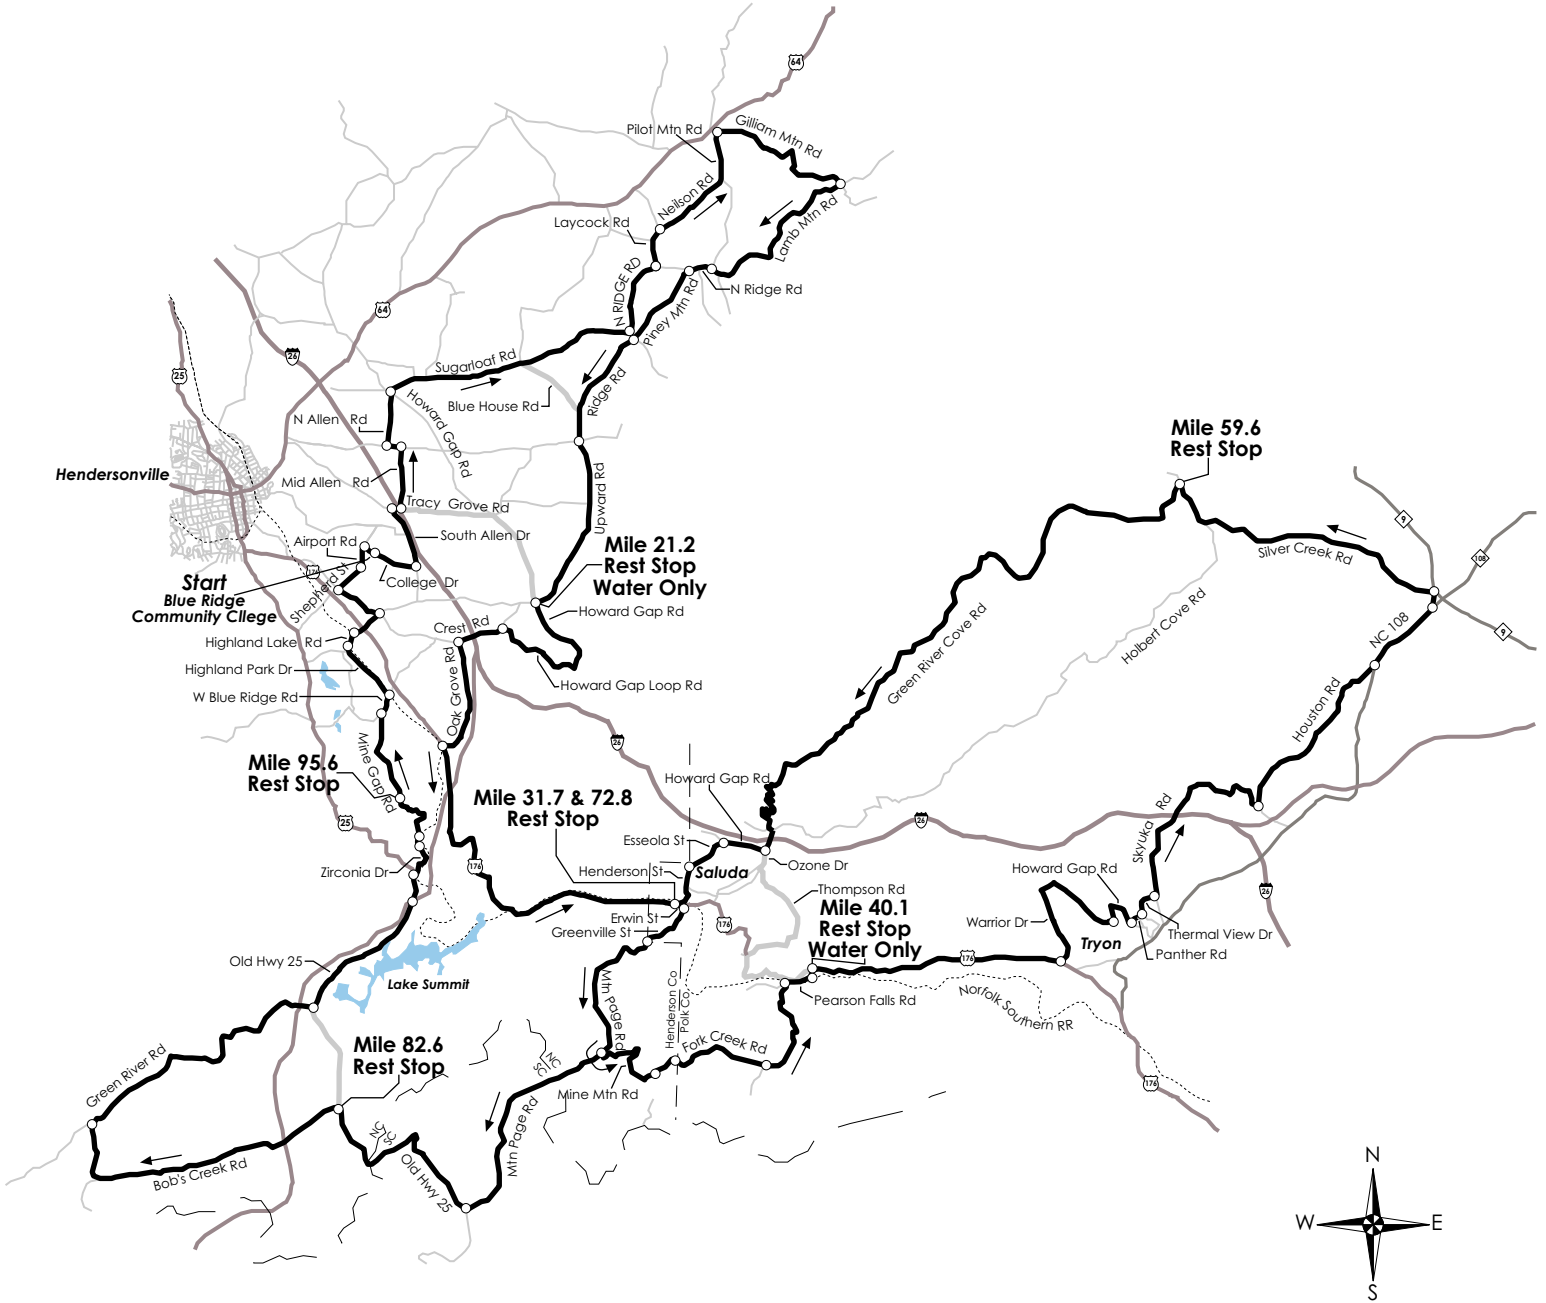 64
Pilot Mtn Rd
Gilliam Mtn Rd
Neilson Rd
Laycock Rd
Lamb Mtn Rd
N RIDGE RD
N Ridge Rd
Piney Mtn Rd
64
26
25
Sugarloaf Rd
Ridge Rd
Blue House Rd
Howard Gap Rd
N Allen Rd
Hendersonville
Mid Allen Rd
Tracy Grove Rd
Upward Rd
South Allen Dr
Airport Rd
College Dr
176
Shepherd St
Start
Blue Ridge
Community Cllege
Mile 21.2
Rest Stop
Water Only
Howard Gap Rd
Crest Rd
Highland Lake Rd
Highland Park Dr
W Blue Ridge Rd
Oak Grove Rd
Howard Gap Loop Rd
Mine Gap Rd
Mile 95.6
Rest Stop
25
26
Mile 59.6
Rest Stop
9
108
9
Silver Creek Rd
NC 108
Holbert Cove Rd
Green River Cove Rd
Houston Rd
Howard Gap Rd
Mile 31.7 & 72.8
Rest Stop
Esseola St
26
Zirconia Dr
176
Henderson St
Saluda
Ozone Dr
Skyuka Rd
Howard Gap Rd
26
Thompson Rd
Erwin St
Greenville St
176
Mile 40.1
Rest Stop
Water Only
Warrior Dr
Tryon
Thermal View Dr
Panther Rd
176
Old Hwy 25
Lake Summit
Mtn Page Rd
Henderson Co
Polk Co
Pearson Falls Rd
Norfolk Southern RR
Fork Creek Rd
Mile 82.6
Rest Stop
NC
SC
Mine Mtn Rd
176
Green River Rd
Mtn Page Rd
NC
SC
Old Hwy 25
Bob's Creek Rd
N
W
E
S